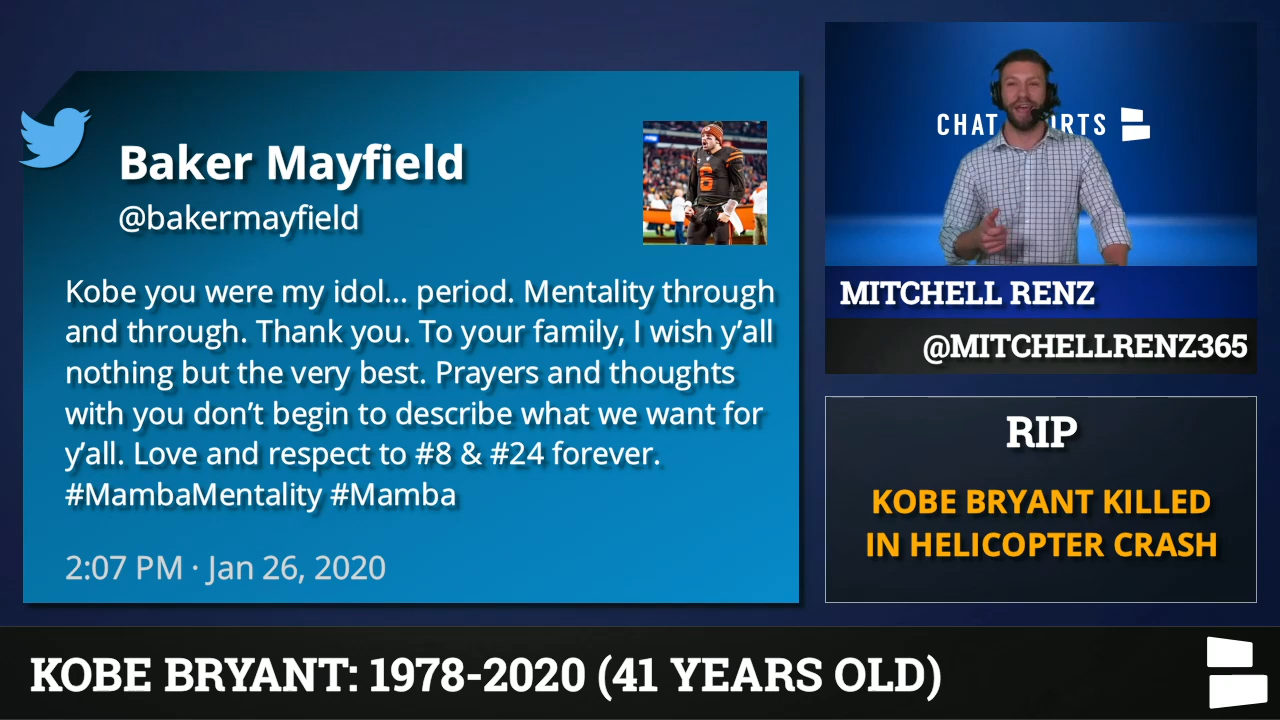 Baker Mayfield
@bakermayfield
Kobe you were my idol... period. Mentality through
and through. Thank you. To your family, I wish y’all
nothing but the very best. Prayers and thoughts
with you don’t begin to describe what we want for
y’all. Love and respect to #8 & #24 forever.
#MambaMentality #Mamba
2:07 PM · Jan 26, 2020
CHAT
ORTS
MITCHELL RENZ
@MITCHELLRENZ365
RIP
KOBE BRYANT KILLED
IN HELICOPTER CRASH
KOBE BRYANT: 1978-2020 (41 YEARS OLD)